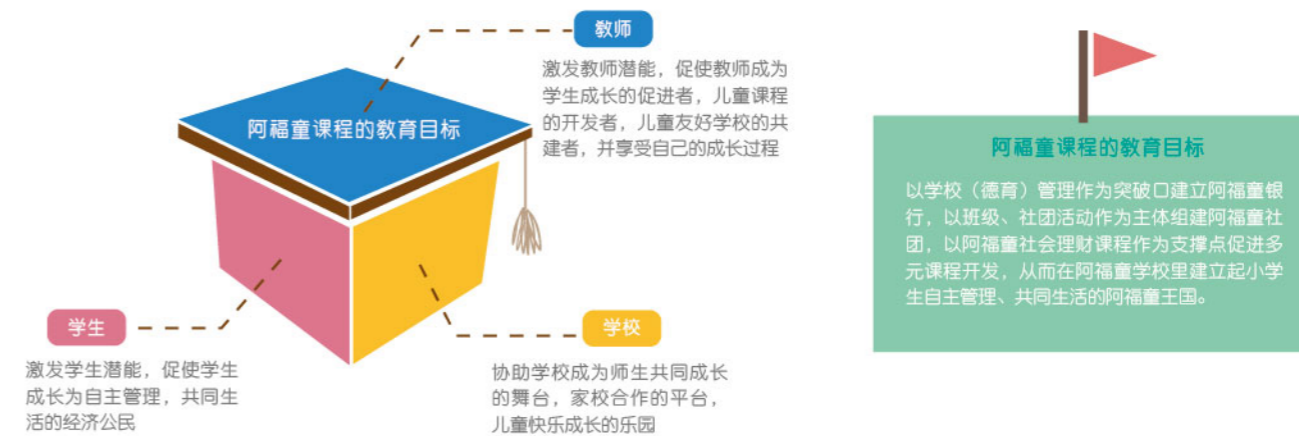 教师
激发教师潜能，促使教师成为
学生成长的促进者，儿童课程
的开发者，儿童友好学校的共
建者，并享受自己的成长过程
阿福童课程的教育目标
学生
激发学生潜能，促使学生
成长为自主管理，共同生
活的经济公民
学校
协助学校成为师生共同成长
的舞台，家校合作的平台，
儿童快乐成长的乐园
阿福童课程的教育目标
以学校（德育）管理作为突破口建立阿福童银
行，以班级、社团活动作为主体组建阿福童社
团，以阿福童社会理财课程作为支撑点促进多
元课程开发，从而在阿福童学校里建立起小学
生自主管理、共同生活的阿福童王国。